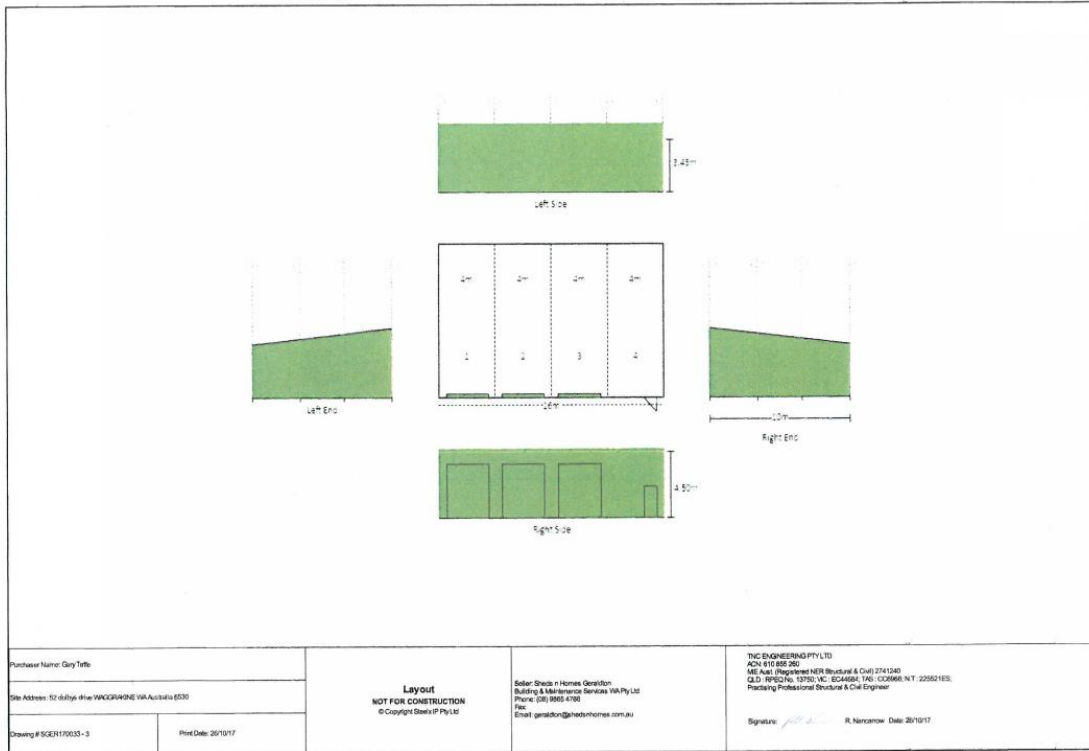 3.45m
Left Side
4m 4m 4m 4m
1 2 3 4
16m
Left End
10m
Right End
4.50m
Right Side
Purchaser Name: Gary
Site Address: 52 dolbys drive WAGGRAKINE WA Australia 6530
Drawing # SGER170033 - 3
Print Date: 26/10/17
Layout
NOT FOR CONSTRUCTION
© Copyright Steelx IP Pty Ltd
Seller: Sheds n Homes Geraldton
Building & Maintenance Services WA Pty Ltd
Phone: (08) 9965 4766
Fax:
Email: geraldton@shedsnhomes.com.au
TNC ENGINEERING PTY LTD
ACN: 610 855 260
MIE Aust (Registered NER Structural & Civil) 2741240
QLD : RPEQ No. 13750; VIC : EC44684; TAS : CC6966; N.T : 225521ES;
Practising Professional Structural & Civil Engineer
Signature: R. Nancarrow Date: 26/10/17